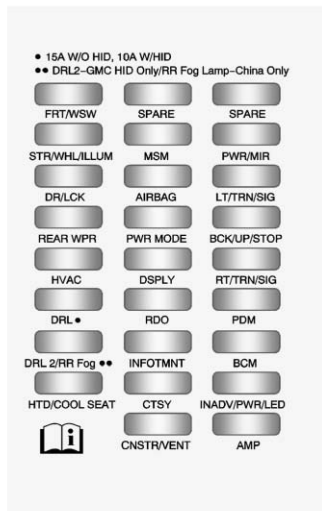 ● 15A W/O HID, 10A W/HID
●● DRL2-GMC HID Only/RR Fog Lamp-China Only
FRT/WSW SPARE SPARE
STR/WHL/ILLUM MSM PWR/MIR
DR/LCK AIRBAG LT/TRN/SIG
REAR WPR PWR MODE BCK/UP/STOP
HVAC DSPLY RT/TRN/SIG
DRL ● RDO PDM
DRL 2/RR Fog ●● INFOTMNT BCM
HTD/COOL SEAT CTSY INADV/PWR/LED
CNSTR/VENT AMP
i